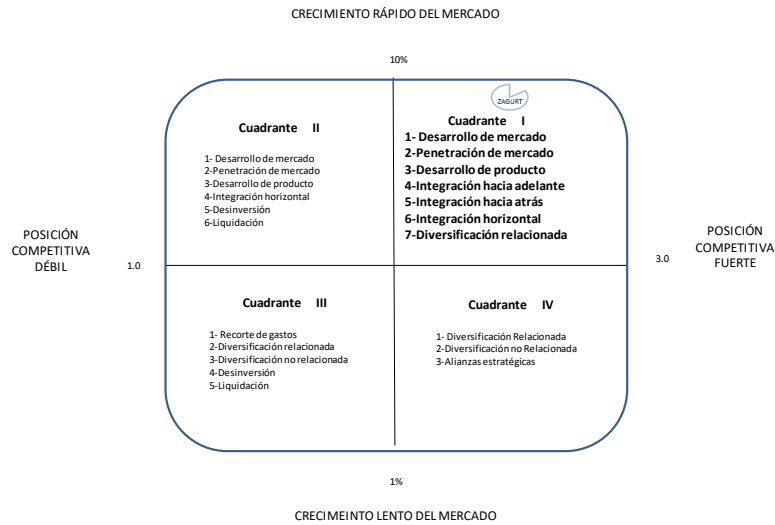 CRECIMIENTO RÁPIDO DEL MERCADO
10%
ZAGURT
Cuadrante II
1- Desarrollo de mercado
2-Penetración de mercado
3-Desarrollo de producto
4-Integración horizontal
5-Desinversión
6-Liquidación
Cuadrante I
1- Desarrollo de mercado
2-Penetración de mercado
3-Desarrollo de producto
4-Integración hacia adelante
5-Integración hacia atrás
6-Integración horizontal
7-Diversificación relacionada
POSICIÓN
COMPETITIVA
DÉBIL
1.0
3.0
POSICIÓN
COMPETITIVA
FUERTE
Cuadrante III
1- Recorte de gastos
2-Diversificación relacionada
3-Diversificación no relacionada
4-Desinversión
5-Liquidación
Cuadrante IV
1- Diversificación Relacionada
2-Diversificación no Relacionada
3-Alianzas estratégicas
1%
CRECIMEINTO LENTO DEL MERCADO